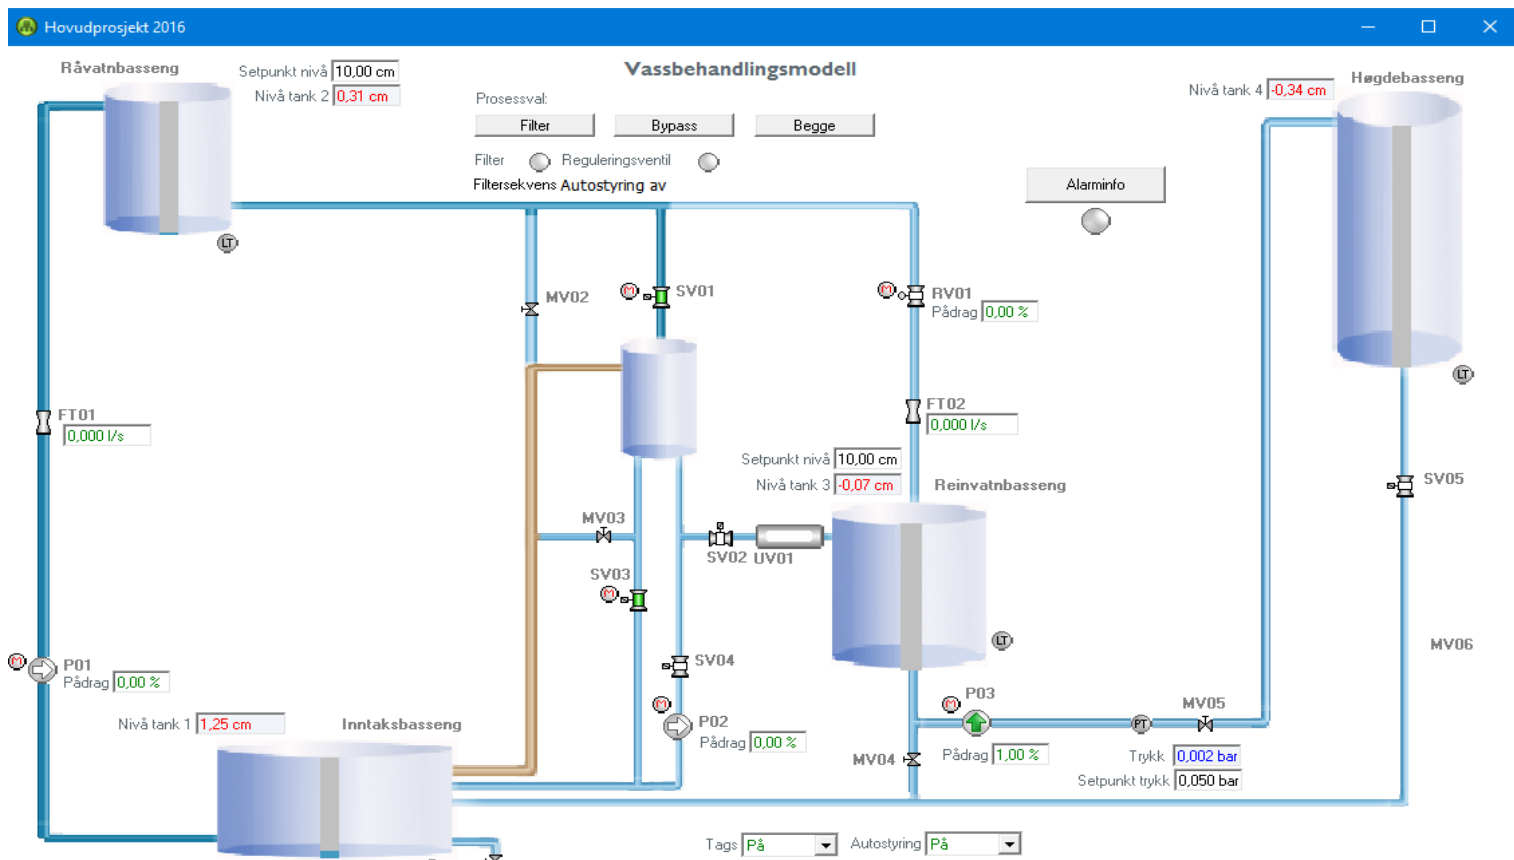 Hovudprosjekt 2016
Råvatnbasseng
Setpunkt nivå 10,00 cm
Nivå tank 2 0,31 cm
Vassbehandlingsmodell
Prosessval:
Filter Bypass Begge
Filter Reguleringsventil
Filtersekvens Autostyring av
Alarminfo
Høgdebasseng
Nivå tank 4 -0,34 cm
LT
MV02
M SV01
M RV01
Pådrag 0,00 %
LT
FT01
0,000 l/s
FT02
0,000 l/s
Setpunkt nivå 10,00 cm
Nivå tank 3 -0,07 cm
Reinvatnbasseng
SV05
MV03
SV02 UV01
SV03
M
LT
MV06
SV04
M P01
Pådrag 0,00 %
M P02
Pådrag 0,00 %
M P03
Pådrag 1,00 %
PT
MV05
Trykk 0,002 bar
Setpunkt trykk 0,050 bar
MV04
Nivå tank 1 1,25 cm
Inntaksbasseng
Tags På
Autostyring På